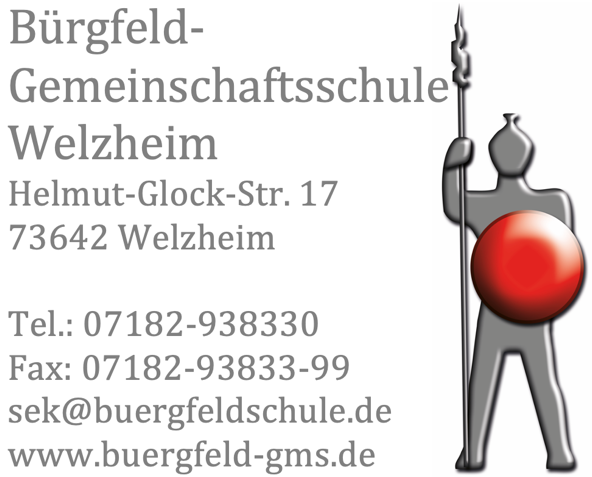 Bürgfeld-
Gemeinschaftsschule
Welzheim
Helmut-Glock-Str. 17
73642 Welzheim
Tel.: 07182-938330
Fax: 07182-93833-99
sek@buergfeldschule.de
www.buergfeld-gms.de